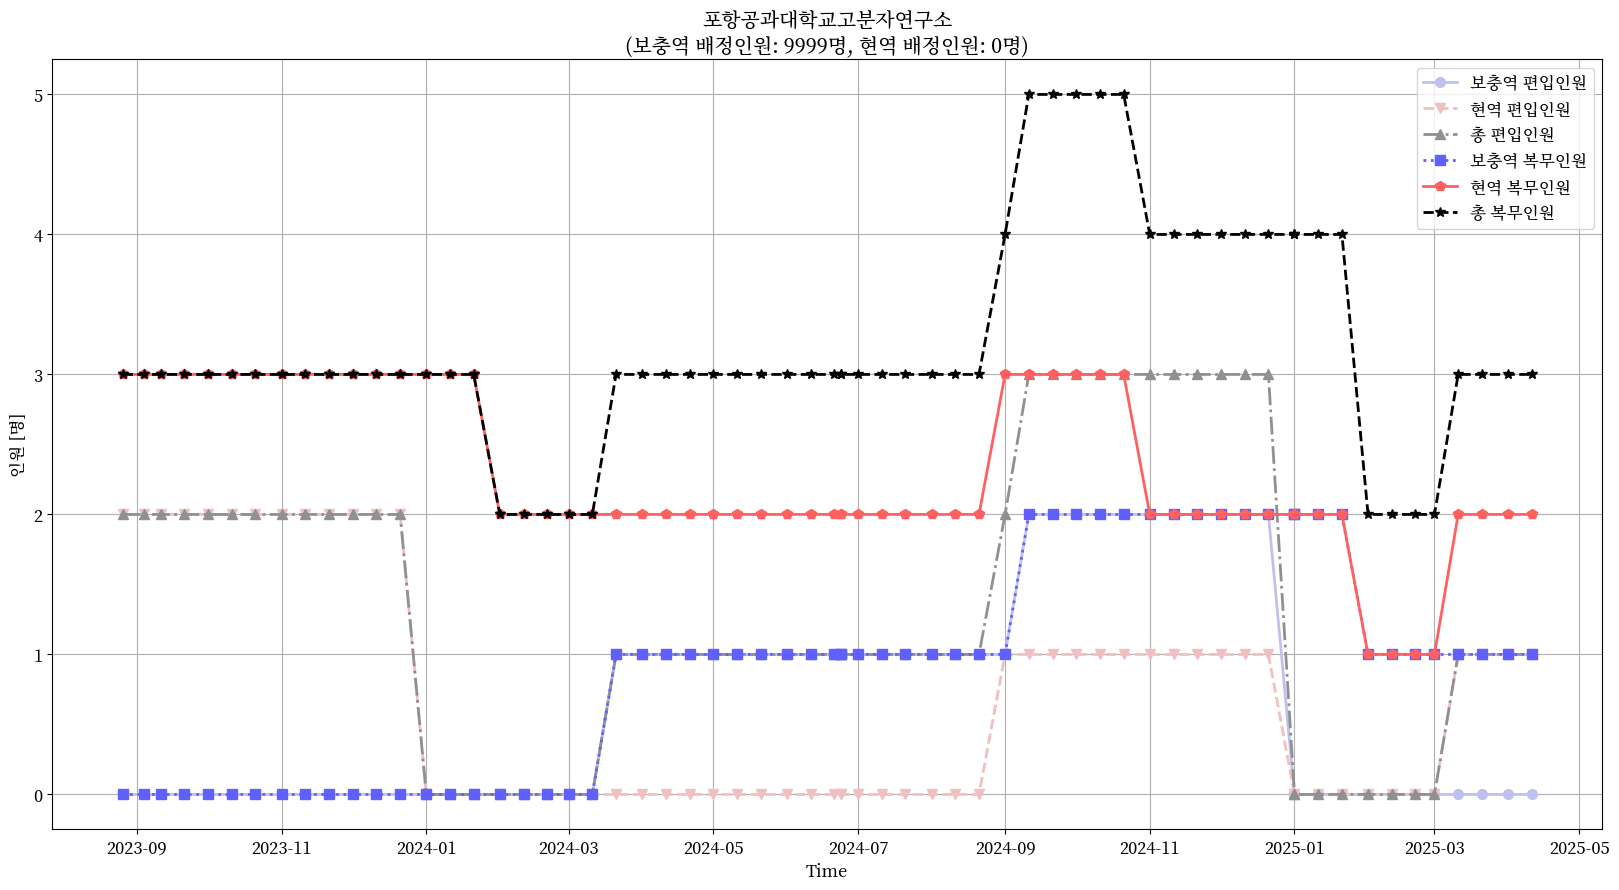 포항공과대학교고분자연구소
(보충역 배정인원: 9999명, 현역 배정인원: 0명)
보충역 편입인원
현역 편입인원
총 편입인원
보충역 복무인원
현역 복무인원
총 복무인원
인원 [명]
5
4
3
2
1
0
2023-09 2023-11 2024-01 2024-03 2024-05 2024-07 2024-09 2024-11 2025-01 2025-03 2025-05
Time